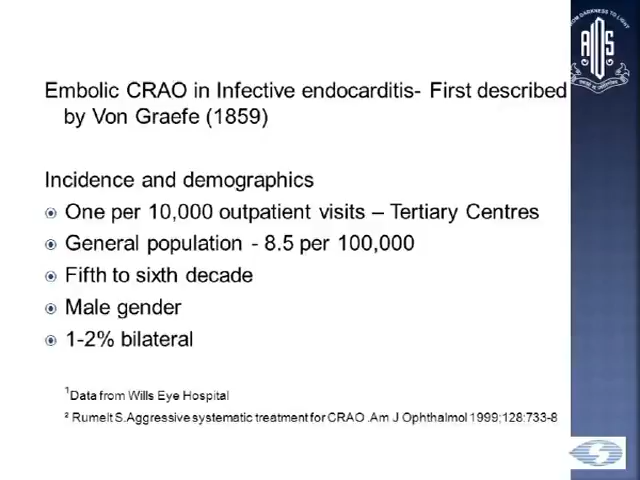 Embolic CRAO in Infective endocarditis- First described
by Von Graefe (1859)
Incidence and demographics
One per 10,000 outpatient visits – Tertiary Centres
General population - 8.5 per 100,000
Fifth to sixth decade
Male gender
1-2% bilateral
¹Data from Wills Eye Hospital
² Rumelt S.Aggressive systematic treatment for CRAO .Am J Ophthalmol 1999;128:733-8
AIOS